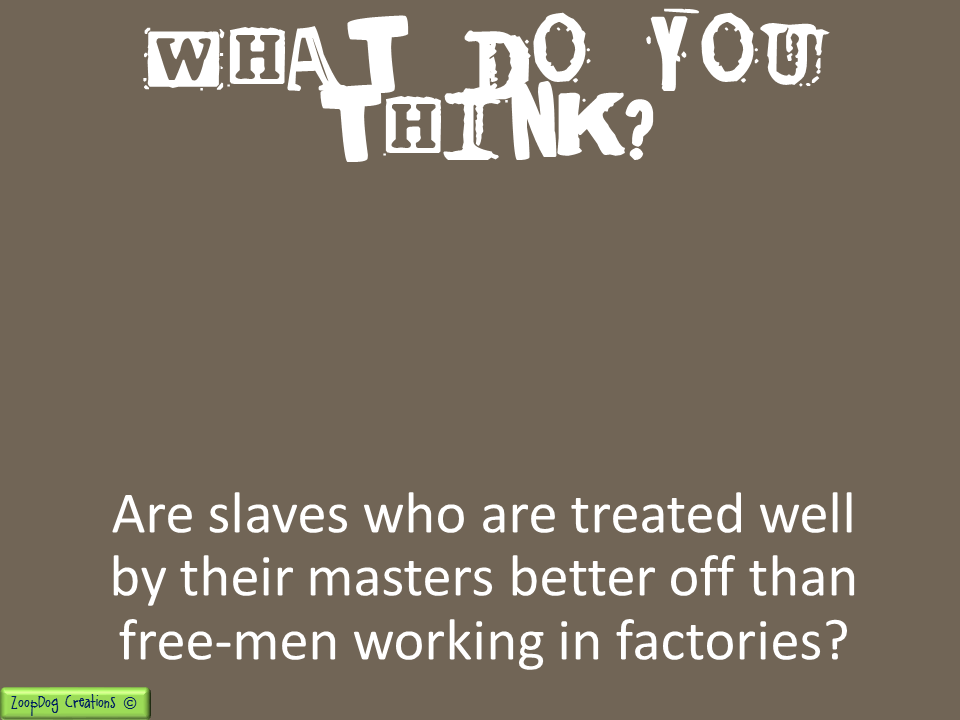 WHAT DO YOU
THINK?
Are slaves who are treated well
by their masters better off than
free-men working in factories?
ZoopDog Creations ©